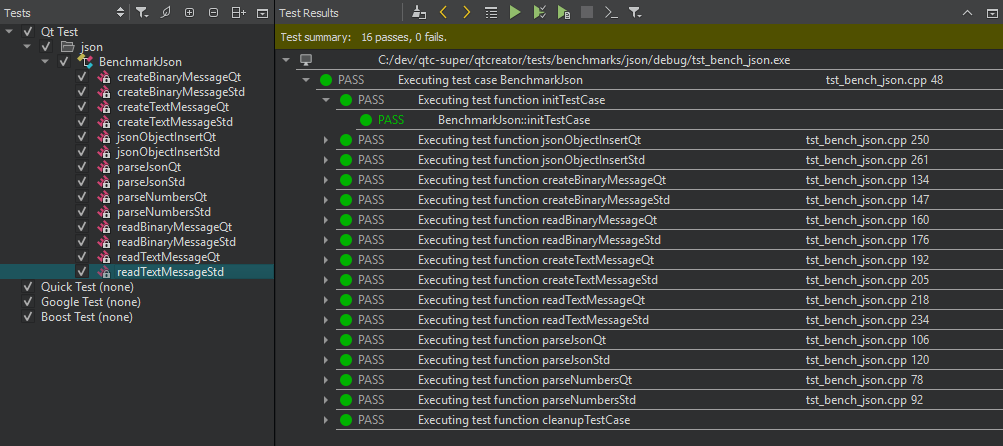 Tests
Qt Test
json
BenchmarkJson
createBinaryMessageQt
createBinaryMessageStd
createTextMessageQt
createTextMessageStd
jsonObjectInsertQt
jsonObjectInsertStd
parseJsonQt
parseJsonStd
parseNumbersQt
parseNumbersStd
readBinaryMessageQt
readBinaryMessageStd
readTextMessageQt
readTextMessageStd
Quick Test (none)
Google Test (none)
Boost Test (none)
Test Results
Test summary: 16 passes, 0 fails.
C:/dev/qtc-super/qtcreator/tests/benchmarks/json/debug/tst_bench_json.exe
PASS Executing test case BenchmarkJson tst_bench_json.cpp 48
PASS Executing test function initTestCase
PASS BenchmarkJson::initTestCase
PASS Executing test function jsonObjectInsertQt tst_bench_json.cpp 250
PASS Executing test function jsonObjectInsertStd tst_bench_json.cpp 261
PASS Executing test function createBinaryMessageQt tst_bench_json.cpp 134
PASS Executing test function createBinaryMessageStd tst_bench_json.cpp 147
PASS Executing test function readBinaryMessageQt tst_bench_json.cpp 160
PASS Executing test function readBinaryMessageStd tst_bench_json.cpp 176
PASS Executing test function createTextMessageQt tst_bench_json.cpp 192
PASS Executing test function createTextMessageStd tst_bench_json.cpp 205
PASS Executing test function readTextMessageQt tst_bench_json.cpp 218
PASS Executing test function readTextMessageStd tst_bench_json.cpp 234
PASS Executing test function parseJsonQt tst_bench_json.cpp 106
PASS Executing test function parseJsonStd tst_bench_json.cpp 120
PASS Executing test function parseNumbersQt tst_bench_json.cpp 78
PASS Executing test function parseNumbersStd tst_bench_json.cpp 92
PASS Executing test function cleanupTestCase